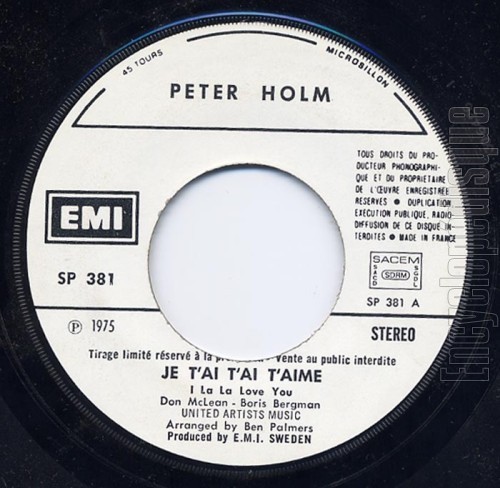 45 TOURS
MICROSILLON
PETER HOLM
TOUS DROITS DU PRO-
DUCTEUR PHONOGRAPHI-
QUE ET DU PROPRIETAIRE
DE L'ŒUVRE ENREGISTRÉE
RESERVES ● DUPLICATION
EXECUTION PUBLIQUE, RADIO-
DIFFUSION DE CE DISQUE IN-
TERDITES ● MADE IN FRANCE
EMI
SACEM
SACD SDRM SGDL
SP 381
SP 381 A
Ⓟ 1975
STEREO
Tirage limité réservé à la - Vente au public interdite
JE T'AI T'AI T'AIME
I La La Love You
Don McLean - Boris Bergman
UNITED ARTISTS MUSIC
Arranged by Ben Palmers
Produced by E.M.I. SWEDEN
Encyclopédisque